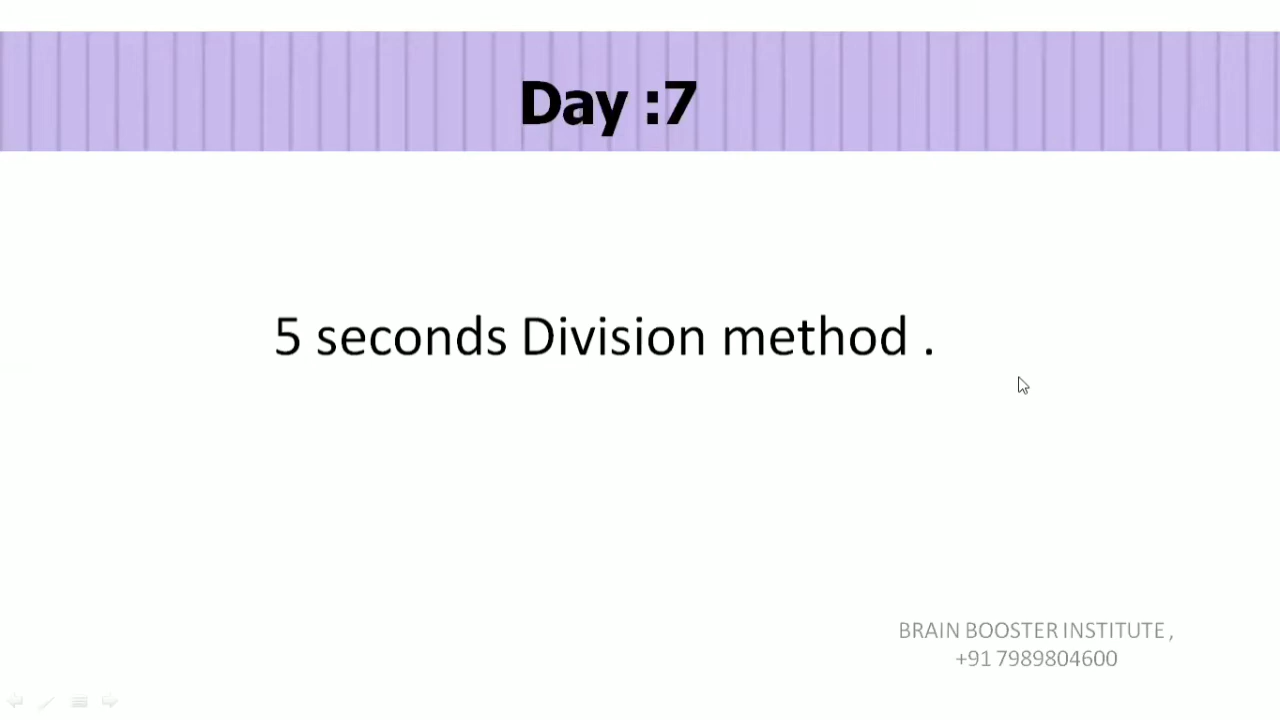 Day :7
5 seconds Division method .
BRAIN BOOSTER INSTITUTE ,
+91 7989804600